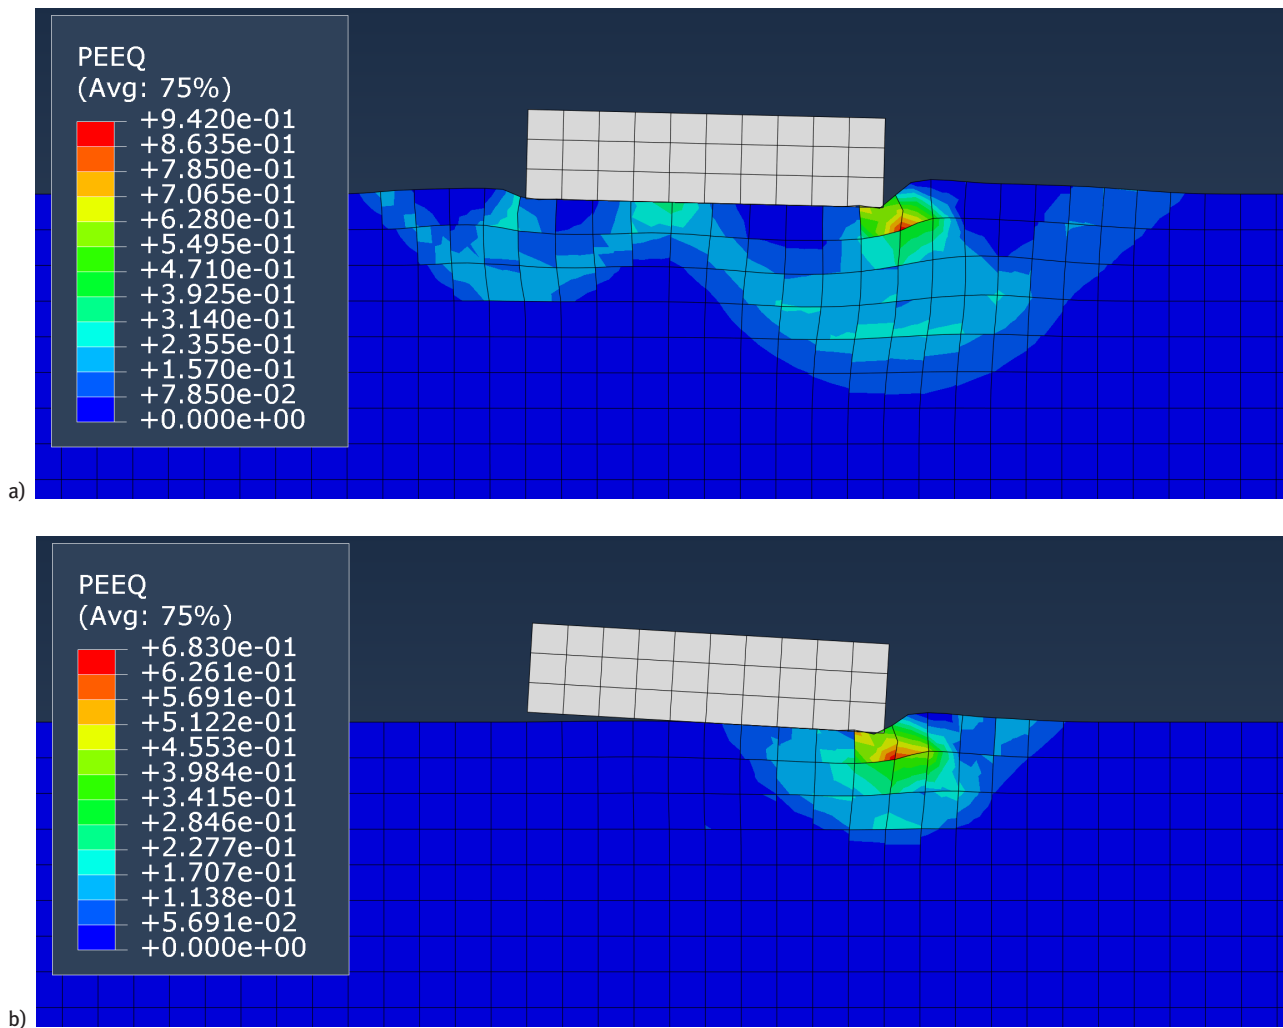 PEEQ
(Avg: 75%)
+9.420e-01
+8.635e-01
+7.850e-01
+7.065e-01
+6.280e-01
+5.495e-01
+4.710e-01
+3.925e-01
+3.140e-01
+2.355e-01
+1.570e-01
+7.850e-02
+0.000e+00
a)
PEEQ
(Avg: 75%)
+6.830e-01
+6.261e-01
+5.691e-01
+5.122e-01
+4.553e-01
+3.984e-01
+3.415e-01
+2.846e-01
+2.277e-01
+1.707e-01
+1.138e-01
+5.691e-02
+0.000e+00
b)